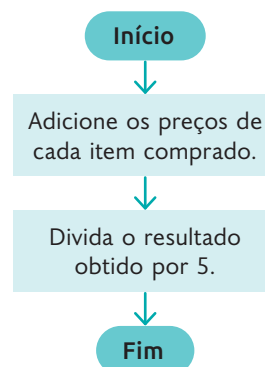 Início
Adicione os preços de
cada item comprado.
Divida o resultado
obtido por 5.
Fim